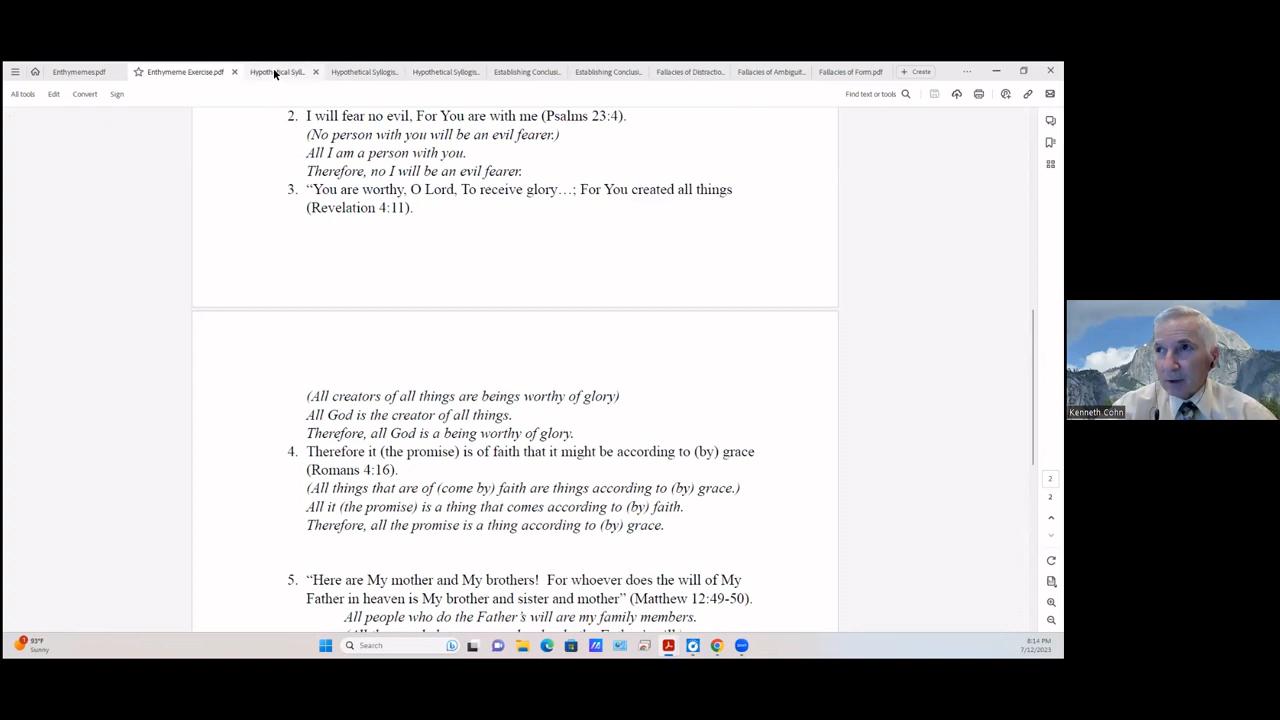 Enthymemes.pdf
Enthymeme Exercise.pdf
Hypothetical Syll...
Hypothetical Syllogis...
Hypothetical Syllogis...
Establishing Conclusi...
Establishing Conclusi...
Fallacies of Distractio...
Fallacies of Ambiguit...
Fallacies of Form.pdf
Create
All tools
Edit
Convert
Sign
Find text or tools
2. I will fear no evil, For You are with me (Psalms 23:4).
(No person with you will be an evil fearer.)
All I am a person with you.
Therefore, no I will be an evil fearer.
3. “You are worthy, O Lord, To receive glory…; For You created all things
(Revelation 4:11).
(All creators of all things are beings worthy of glory)
All God is the creator of all things.
Therefore, all God is a being worthy of glory.
4. Therefore it (the promise) is of faith that it might be according to (by) grace
(Romans 4:16).
(All things that are of (come by) faith are things according to (by) grace.)
All it (the promise) is a thing that comes according to (by) faith.
Therefore, all the promise is a thing according to (by) grace.
5. “Here are My mother and My brothers!  For whoever does the will of My
Father in heaven is My brother and sister and mother” (Matthew 12:49-50).
All people who do the Father’s will are my family members.
2
2
Kenneth Cohn
1
93°F
Sunny
Search
8:14 PM
7/12/2023